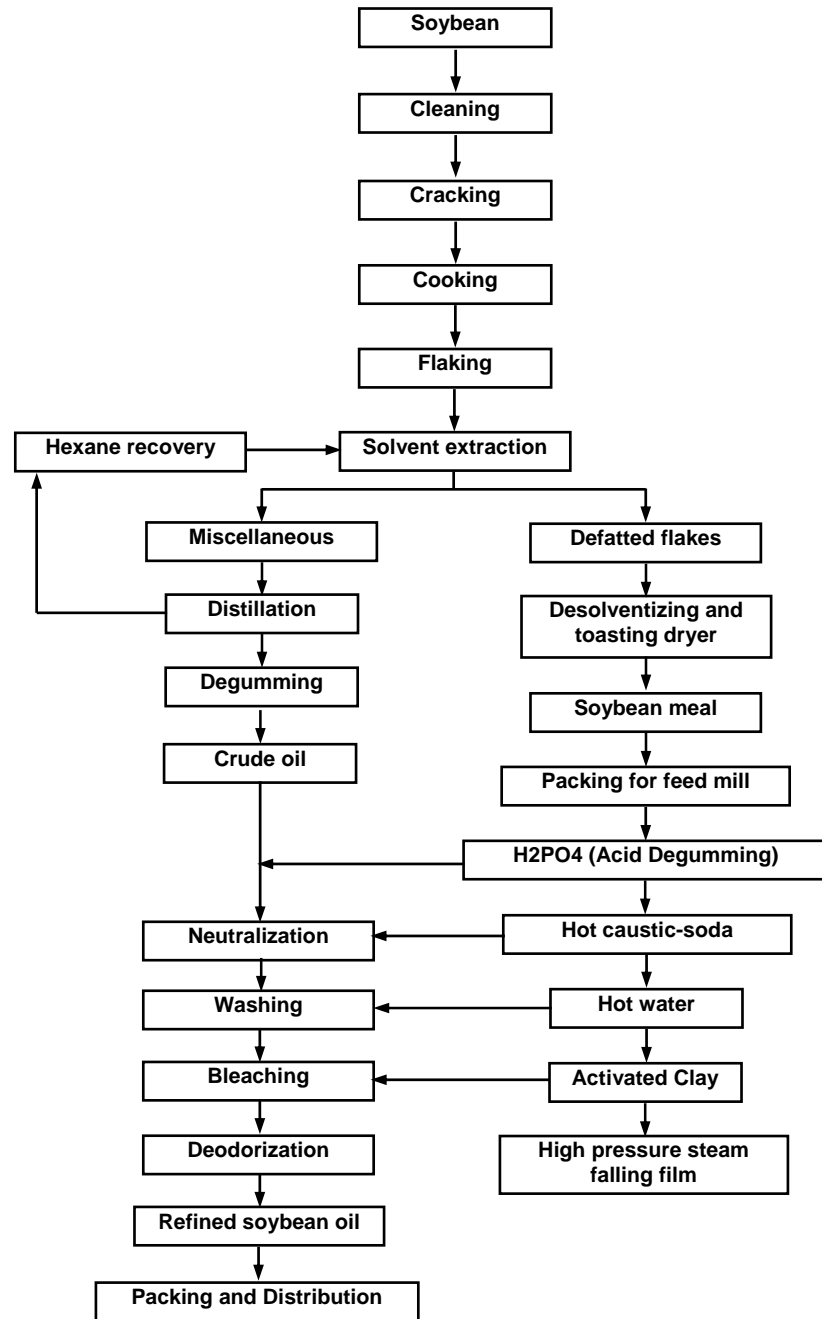 Soybean
Cleaning
Cracking
Cooking
Flaking
Hexane recovery
Solvent extraction
Miscellaneous
Defatted flakes
Distillation
Desolventizing and
toasting dryer
Degumming
Soybean meal
Crude oil
Packing for feed mill
H2PO4 (Acid Degumming)
Neutralization
Hot caustic-soda
Washing
Hot water
Bleaching
Activated Clay
Deodorization
High pressure steam
falling film
Refined soybean oil
Packing and Distribution